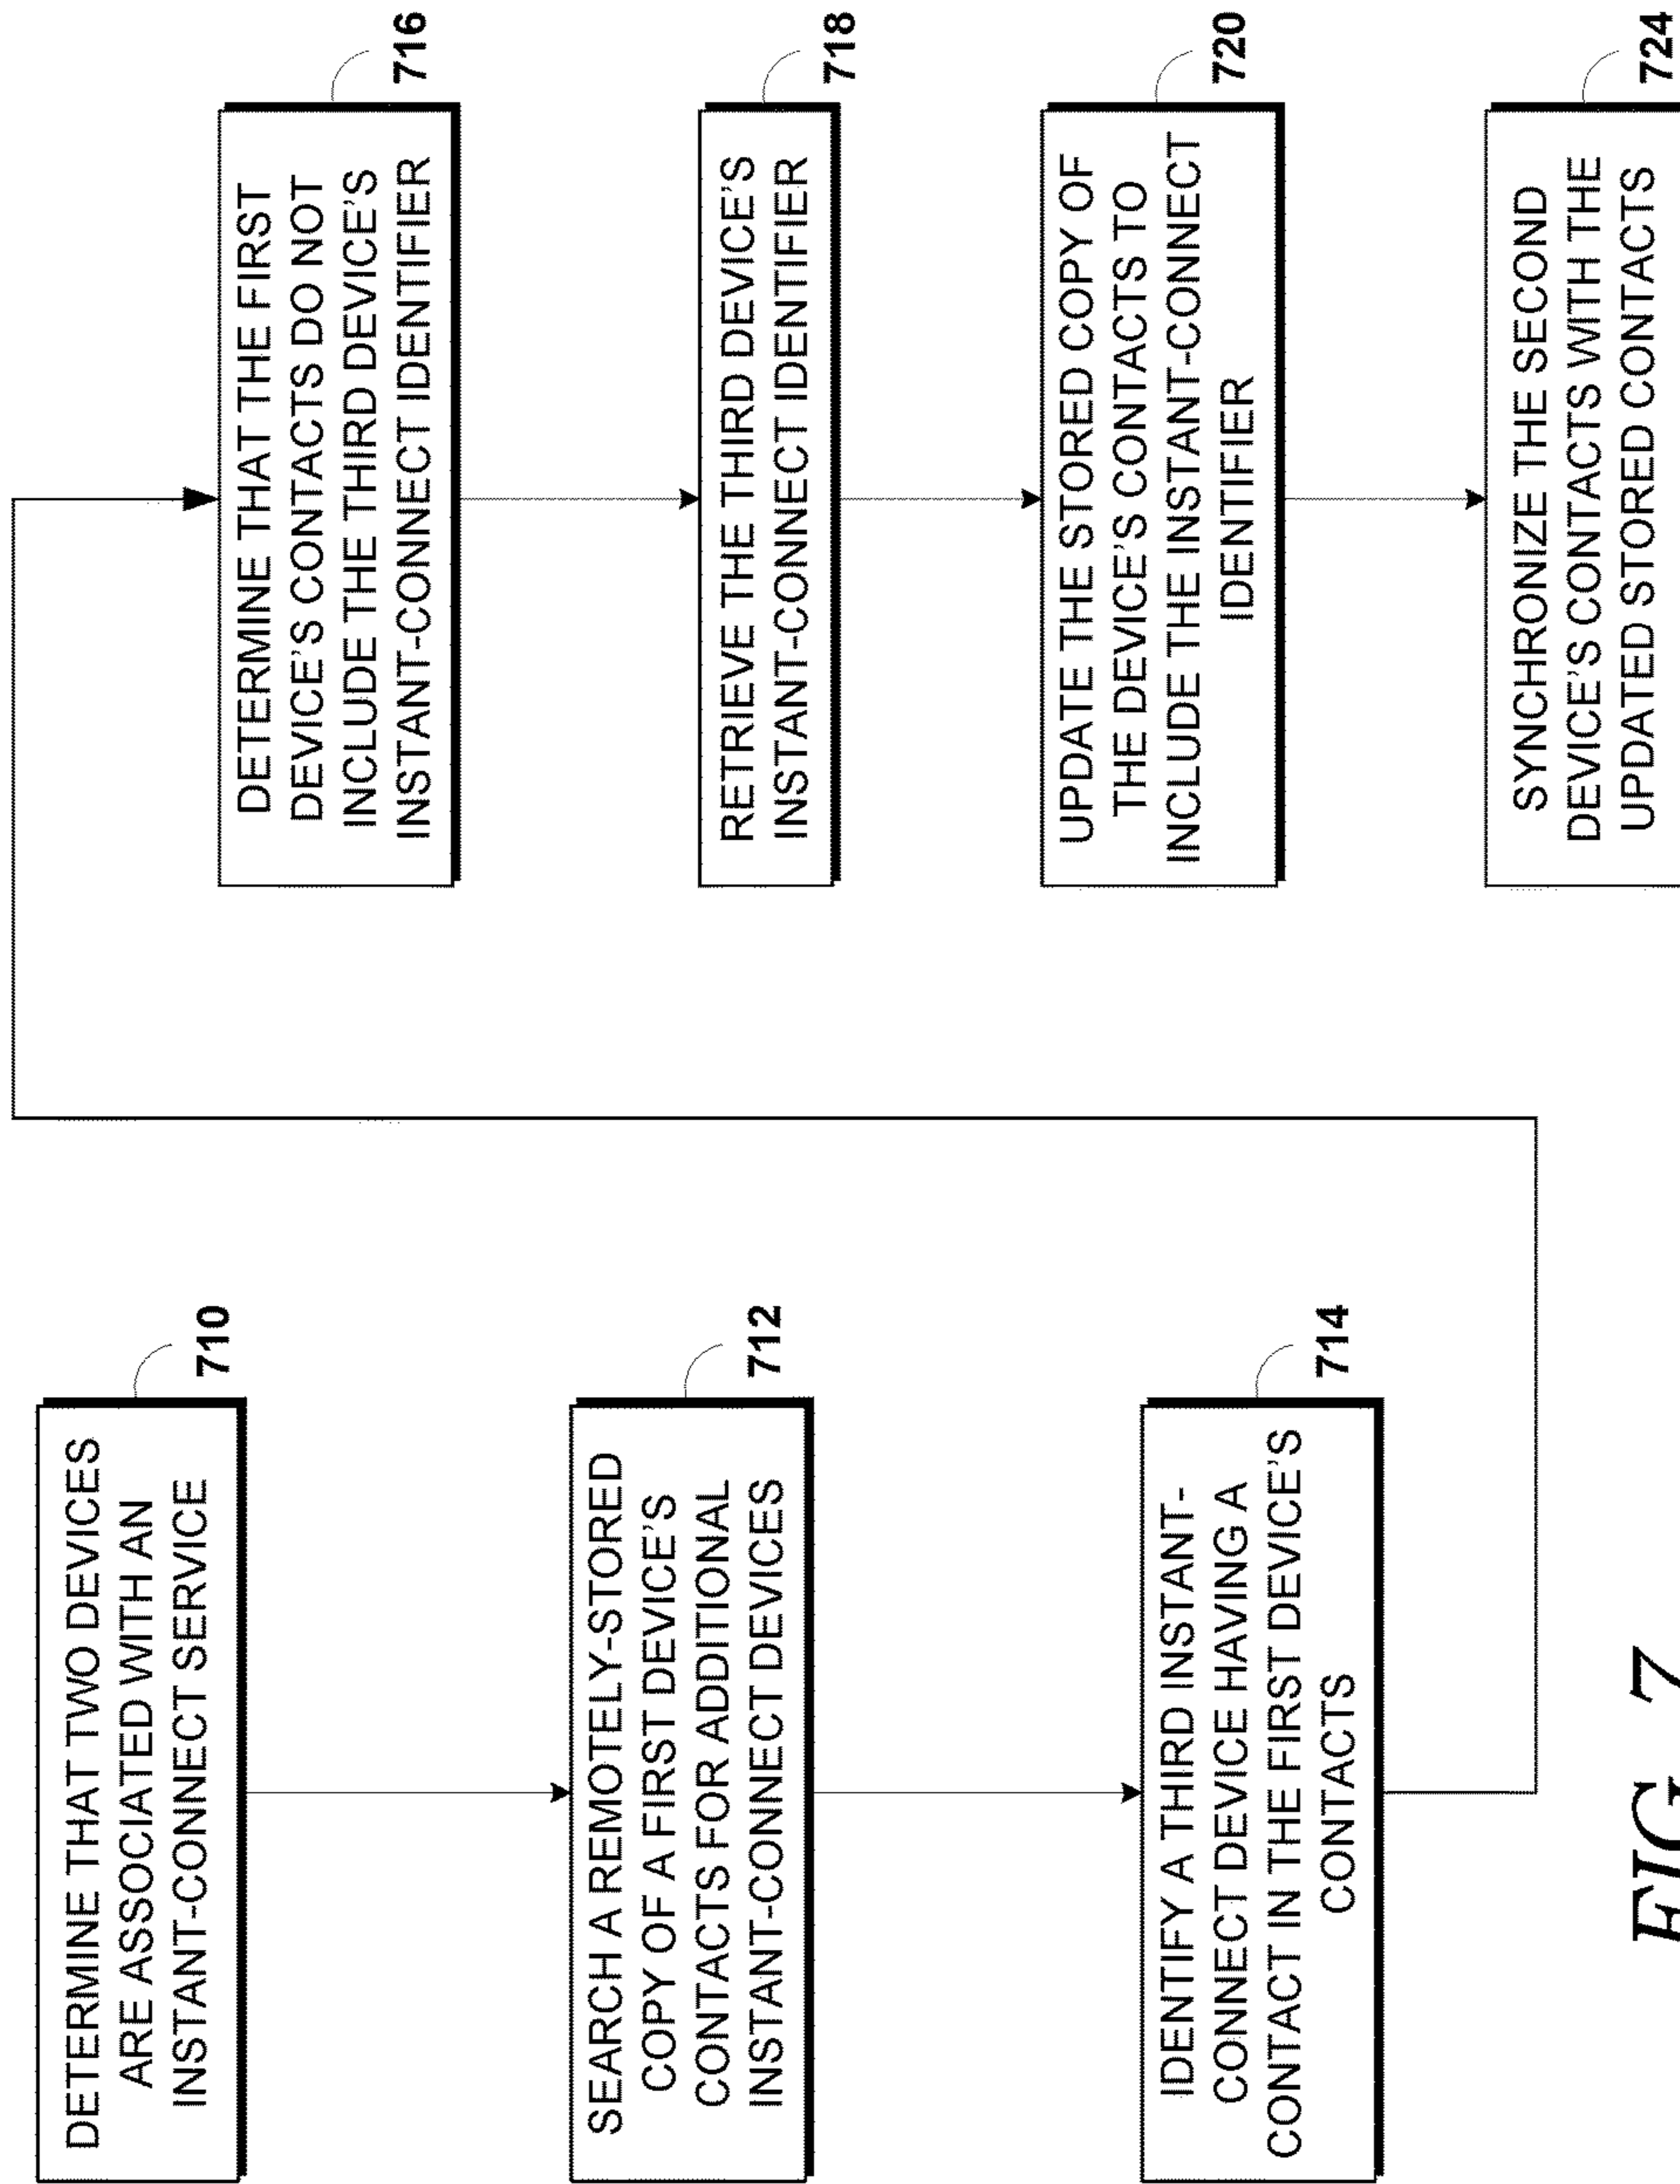 DETERMINE THAT TWO DEVICES
ARE ASSOCIATED WITH AN
INSTANT-CONNECT SERVICE
710
SEARCH A REMOTELY-STORED
COPY OF A FIRST DEVICE'S
CONTACTS FOR ADDITIONAL
INSTANT-CONNECT DEVICES
712
IDENTIFY A THIRD INSTANT-
CONNECT DEVICE HAVING A
CONTACT IN THE FIRST DEVICE'S
CONTACTS
714
DETERMINE THAT THE FIRST
DEVICE'S CONTACTS DO NOT
INCLUDE THE THIRD DEVICE'S
INSTANT-CONNECT IDENTIFIER
716
RETRIEVE THE THIRD DEVICE'S
INSTANT-CONNECT IDENTIFIER
718
UPDATE THE STORED COPY OF
THE DEVICE'S CONTACTS TO
INCLUDE THE INSTANT-CONNECT
IDENTIFIER
720
SYNCHRONIZE THE SECOND
DEVICE'S CONTACTS WITH THE
UPDATED STORED CONTACTS
724
FIG. 7